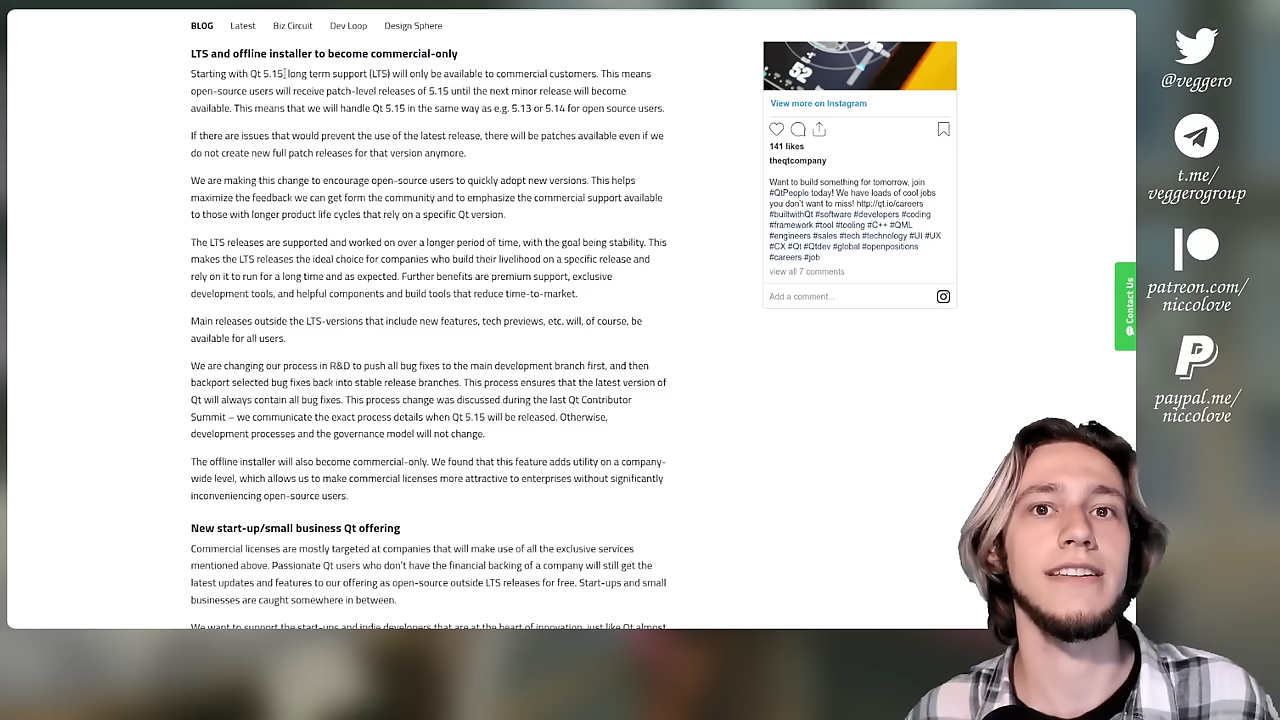 BLOG Latest Biz Circuit Dev Loop Design Sphere
LTS and offline installer to become commercial-only
Starting with Qt 5.15 long term support (LTS) will only be available to commercial customers. This means
open-source users will receive patch-level releases of 5.15 until the next minor release will become
available. This means that we will handle Qt 5.15 in the same way as e.g. 5.13 or 5.14 for open source users.
If there are issues that would prevent the use of the latest release, there will be patches available even if we
do not create new full patch releases for that version anymore.
We are making this change to encourage open-source users to quickly adopt new versions. This helps
maximize the feedback we can get form the community and to emphasize the commercial support available
to those with longer product life cycles that rely on a specific Qt version.
The LTS releases are supported and worked on over a longer period of time, with the goal being stability. This
makes the LTS releases the ideal choice for companies who build their livelihood on a specific release and
rely on it to run for a long time and as expected. Further benefits are premium support, exclusive
development tools, and helpful components and build tools that reduce time-to-market.
Main releases outside the LTS-versions that include new features, tech previews, etc. will, of course, be
available for all users.
We are changing our process in R&D to push all bug fixes to the main development branch first, and then
backport selected bug fixes back into stable release branches. This process ensures that the latest version of
Qt will always contain all bug fixes. This process change was discussed during the last Qt Contributor
Summit – we communicate the exact process details when Qt 5.15 will be released. Otherwise,
development processes and the governance model will not change.
The offline installer will also become commercial-only. We found that this feature adds utility on a company-
wide level, which allows us to make commercial licenses more attractive to enterprises without significantly
inconveniencing open-source users.
New start-up/small business Qt offering
Commercial licenses are mostly targeted at companies that will make use of all the exclusive services
mentioned above. Passionate Qt users who don't have the financial backing of a company will still get the
latest updates and features to our offering as open-source outside LTS releases for free. Start-ups and small
businesses are caught somewhere in between.
We want to support the start-ups and indie developers that are at the heart of innovation, just like Qt almost
52
View more on Instagram
141 likes
theqtcompany
Want to build something for tomorrow, join
#QtPeople today! We have loads of cool jobs
you don't want to miss! http://qt.io/careers
#builtwithQt #software #developers #coding
#framework #tool #tooling #C++ #QML
#engineers #sales #tech #technology #UI #UX
#CX #Qt #Qtdev #global #openpositions
#careers #job
view all 7 comments
Add a comment...
Contact Us
@veggero
t.me/
veggerogroup
patreon.com/
niccolove
paypal.me/
niccolove